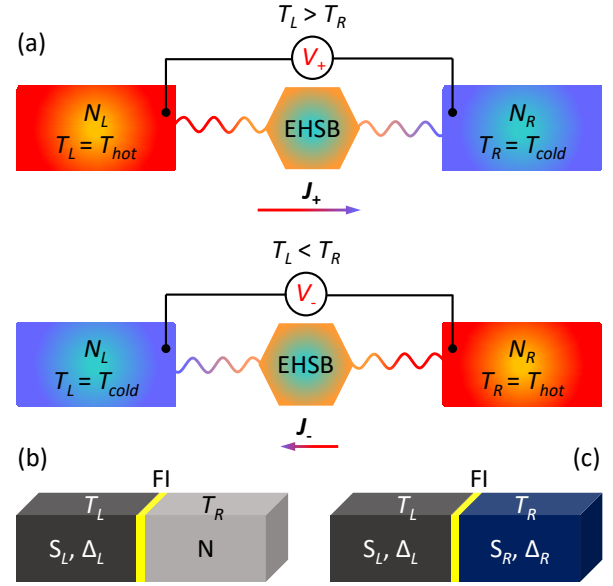 (a)
T_L > T_R
V_+
N_L
T_L = T_hot
EHSB
N_R
T_R = T_cold
J_+
T_L < T_R
V_-
N_L
T_L = T_cold
EHSB
N_R
T_R = T_hot
J_-
(b)
FI
T_L
T_R
S_L, Δ_L
N
(c)
FI
T_L
T_R
S_L, Δ_L
S_R, Δ_R